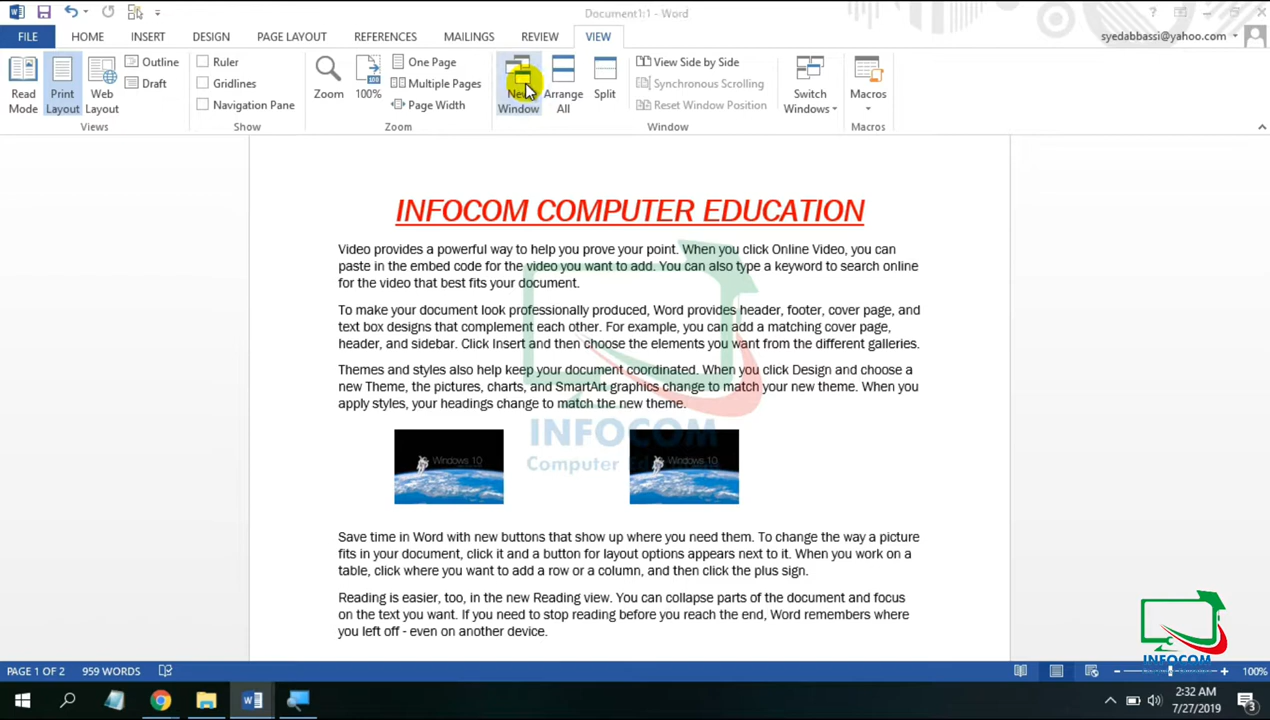 Document1:1 - Word
?
FILE HOME INSERT DESIGN PAGE LAYOUT REFERENCES MAILINGS REVIEW VIEW syedabbassi@yahoo.com
Read Mode
Print Layout
Web Layout
Outline
Draft
Views
Ruler
Gridlines
Navigation Pane
Show
Zoom
100
100%
One Page
Multiple Pages
Page Width
Zoom
New Window
Arrange All
Split
View Side by Side
Synchronous Scrolling
Reset Window Position
Window
Switch Windows
Macros
Macros
INFOCOM COMPUTER EDUCATION
Video provides a powerful way to help you prove your point. When you click Online Video, you can
paste in the embed code for the video you want to add. You can also type a keyword to search online
for the video that best fits your document.
To make your document look professionally produced, Word provides header, footer, cover page, and
text box designs that complement each other. For example, you can add a matching cover page,
header, and sidebar. Click Insert and then choose the elements you want from the different galleries.
Themes and styles also help keep your document coordinated. When you click Design and choose a
new Theme, the pictures, charts, and SmartArt graphics change to match your new theme. When you
apply styles, your headings change to match the new theme.
Windows 10 Windows 10
INFOCOM
Computer
Save time in Word with new buttons that show up where you need them. To change the way a picture
fits in your document, click it and a button for layout options appears next to it. When you work on a
table, click where you want to add a row or a column, and then click the plus sign.
Reading is easier, too, in the new Reading view. You can collapse parts of the document and focus
on the text you want. If you need to stop reading before you reach the end, Word remembers where
you left off - even on another device.
INFOCOM
PAGE 1 OF 2 959 WORDS 100%
2:32 AM
7/27/2019
3